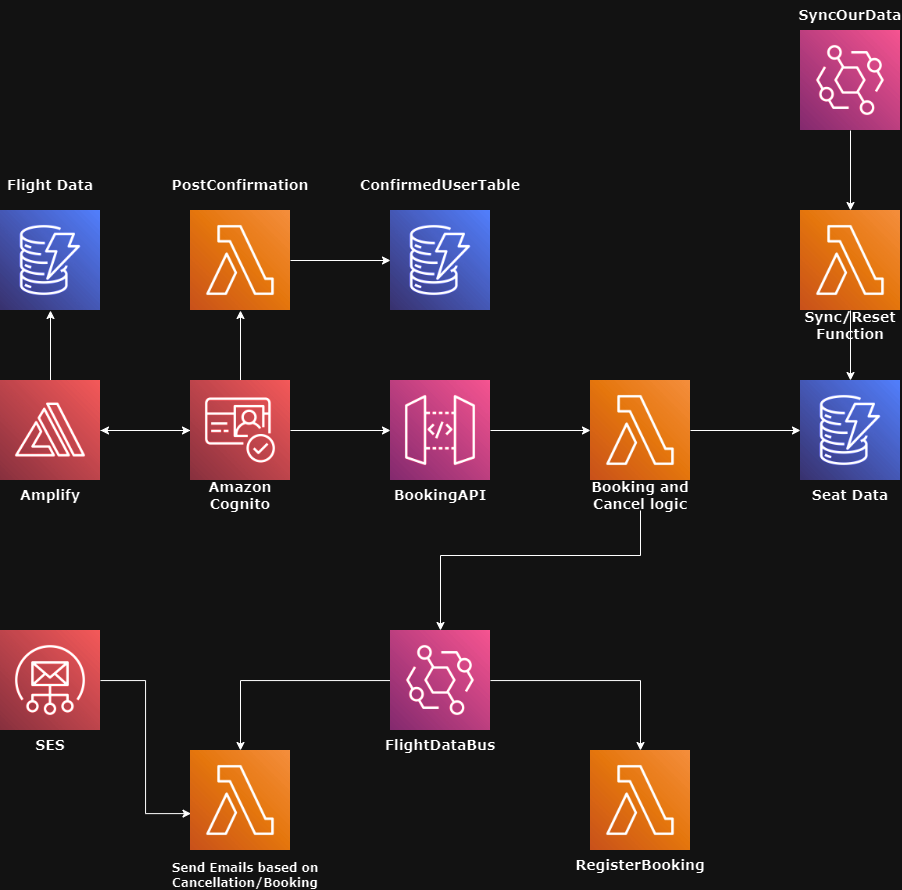 SyncOurData
Flight Data
PostConfirmation
ConfirmedUserTable
Sync/Reset
Function
Amplify
Amazon
Cognito
</>
BookingAPI
Booking and
Cancel logic
Seat Data
SES
FlightDataBus
Send Emails based on
Cancellation/Booking
RegisterBooking